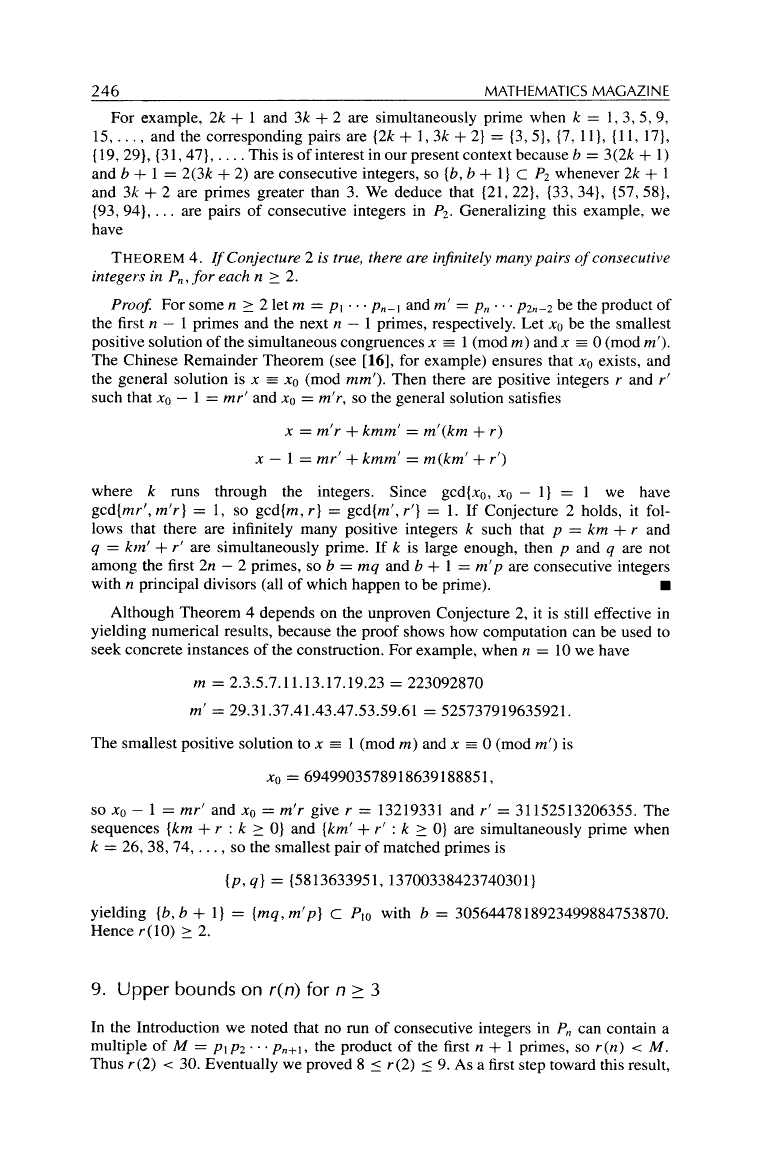 246 MATHEMATICS MAGAZINE
For example, 2k + 1 and 3k + 2 are simultaneously prime when k = 1, 3, 5, 9,
15, . . . , and the corresponding pairs are {2k + 1, 3k + 2} = {3, 5}, {7, 11}, {11, 17},
{19, 29}, {31, 47}, . . . . This is of interest in our present context because b = 3(2k + 1)
and b + 1 = 2(3k + 2) are consecutive integers, so {b, b + 1} ⊂ P₂ whenever 2k + 1
and 3k + 2 are primes greater than 3. We deduce that {21, 22}, {33, 34}, {57, 58},
{93, 94}, . . . are pairs of consecutive integers in P₂. Generalizing this example, we
have
THEOREM 4. If Conjecture 2 is true, there are infinitely many pairs of consecutive
integers in Pₙ, for each n ≥ 2.
Proof. For some n ≥ 2 let m = p₁ · · · pₙ₋₁ and m′ = pₙ · · · p₂ₙ₋₂ be the product of
the first n − 1 primes and the next n − 1 primes, respectively. Let x₀ be the smallest
positive solution of the simultaneous congruences x ≡ 1 (mod m) and x ≡ 0 (mod m′).
The Chinese Remainder Theorem (see [16], for example) ensures that x₀ exists, and
the general solution is x ≡ x₀ (mod mm′). Then there are positive integers r and r′
such that x₀ − 1 = mr′ and x₀ = m′r, so the general solution satisfies
x = m′r + kmm′ = m′(km + r)
x − 1 = mr′ + kmm′ = m(km′ + r′)
where k runs through the integers. Since gcd{x₀, x₀ − 1} = 1 we have
gcd{mr′, m′r} = 1, so gcd{m, r} = gcd{m′, r′} = 1. If Conjecture 2 holds, it fol-
lows that there are infinitely many positive integers k such that p = km + r and
q = km′ + r′ are simultaneously prime. If k is large enough, then p and q are not
among the first 2n − 2 primes, so b = mq and b + 1 = m′p are consecutive integers
with n principal divisors (all of which happen to be prime). ■
Although Theorem 4 depends on the unproven Conjecture 2, it is still effective in
yielding numerical results, because the proof shows how computation can be used to
seek concrete instances of the construction. For example, when n = 10 we have
m = 2.3.5.7.11.13.17.19.23 = 223092870
m′ = 29.31.37.41.43.47.53.59.61 = 525737919635921.
The smallest positive solution to x ≡ 1 (mod m) and x ≡ 0 (mod m′) is
x₀ = 6949903578918639188851,
so x₀ − 1 = mr′ and x₀ = m′r give r = 13219331 and r′ = 31152513206355. The
sequences {km + r : k ≥ 0} and {km′ + r′ : k ≥ 0} are simultaneously prime when
k = 26, 38, 74, . . . , so the smallest pair of matched primes is
{p, q} = {5813633951, 13700338423740301}
yielding {b, b + 1} = {mq, m′p} ⊂ P₁₀ with b = 3056447818923499884753870.
Hence r(10) ≥ 2.
9. Upper bounds on r(n) for n ≥ 3
In the Introduction we noted that no run of consecutive integers in Pₙ can contain a
multiple of M = p₁p₂ · · · pₙ₊₁, the product of the first n + 1 primes, so r(n) < M.
Thus r(2) < 30. Eventually we proved 8 ≤ r(2) ≤ 9. As a first step toward this result,